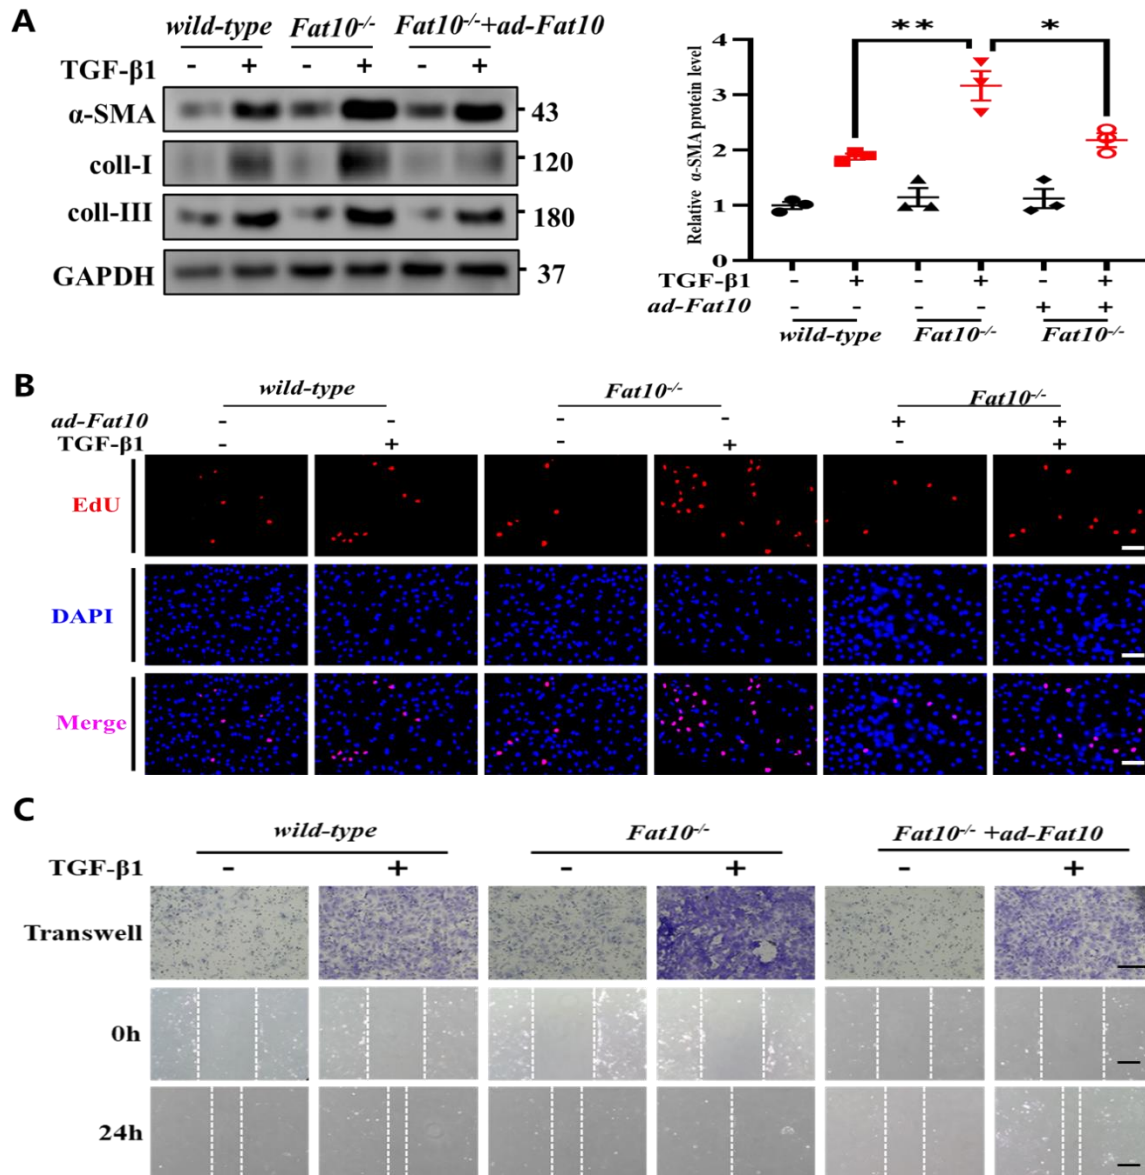 A
wild-type Fat10-/- Fat10-/-+ad-Fat10
TGF-β1 - + - + - +
α-SMA 43
coll-I 120
coll-III 180
GAPDH 37
** *
Relative α-SMA protein level
4
3
2
1
0
TGF-β1 - + - + - +
ad-Fat10 - - - - + +
wild-type Fat10-/- Fat10-/-
B
wild-type Fat10-/- Fat10-/-
ad-Fat10 - - - - + +
TGF-β1 - + - + - +
EdU
DAPI
Merge
C
wild-type Fat10-/- Fat10-/- +ad-Fat10
TGF-β1 - + - + - +
Transwell
0h
24h